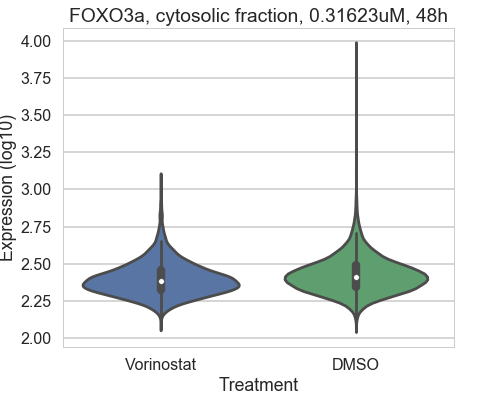 FOXO3a, cytosolic fraction, 0.31623uM, 48h
4.00
3.75
3.50
3.25
3.00
2.75
2.50
2.25
2.00
Expression (log10)
Vorinostat
DMSO
Treatment